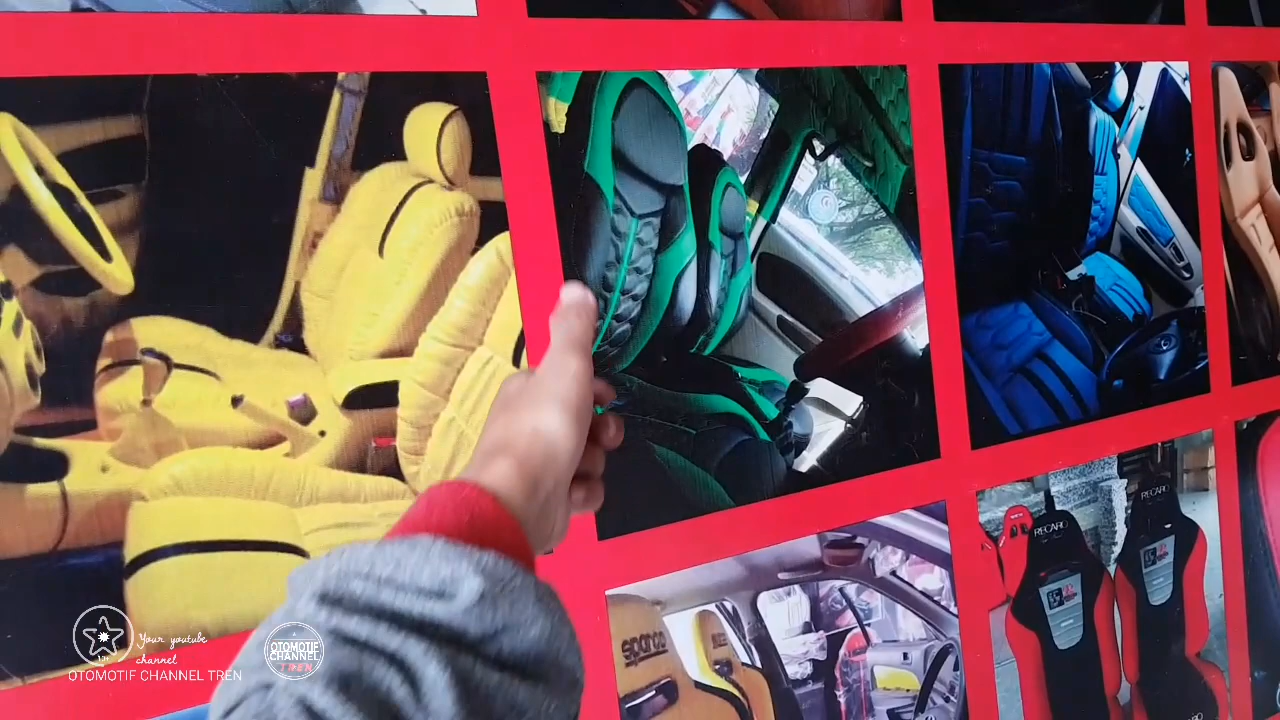 RECARO
RECARO
sparco
Your youtube
channel
OTOMOTIF CHANNEL TREN
OTOMOTIF
CHANNEL
TREN